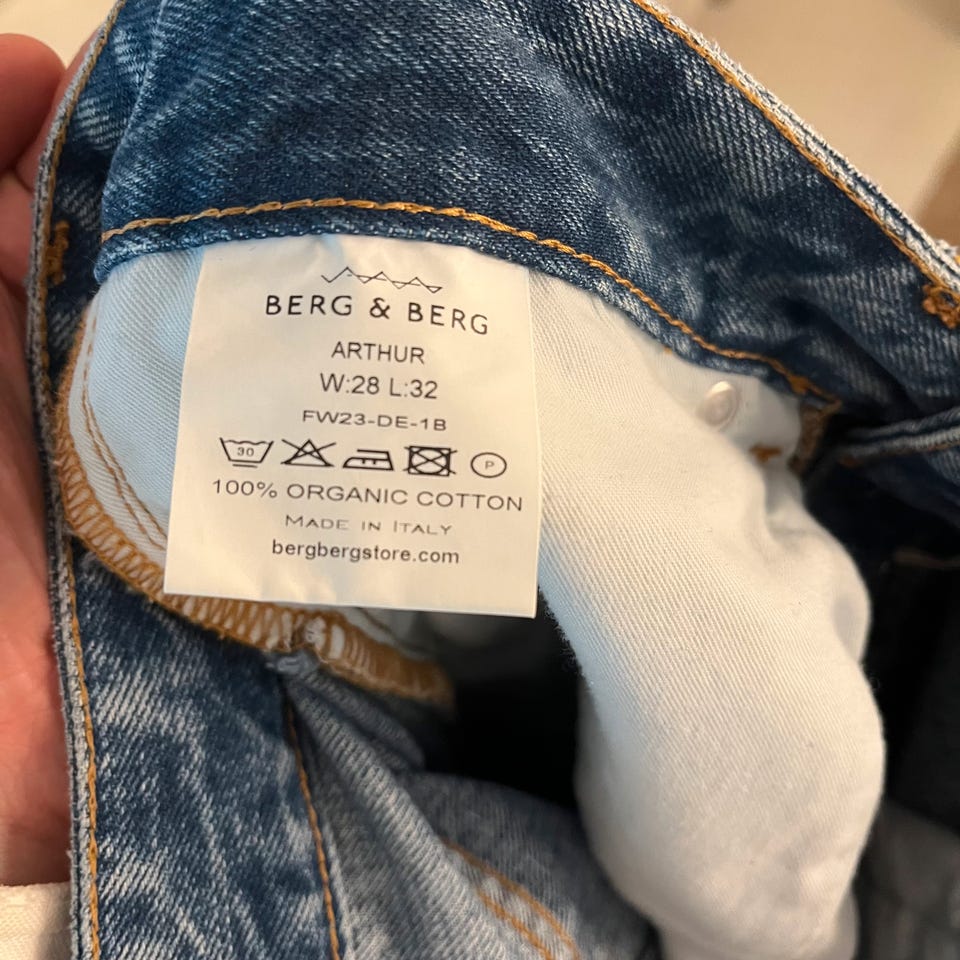 BERG & BERG
ARTHUR
W:28 L:32
FW23-DE-1B
30 P
100% ORGANIC COTTON
MADE IN ITALY
bergbergstore.com